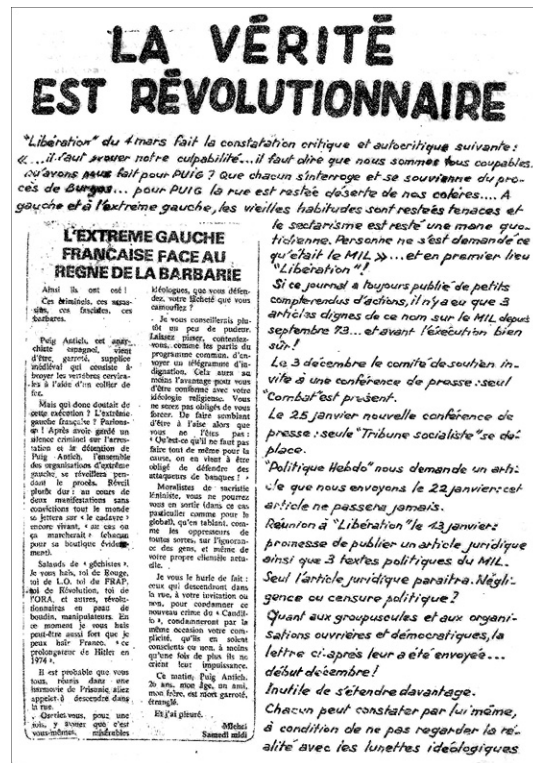 LA VÉRITÉ
EST RÉVOLUTIONNAIRE
"Libération" du 4 mars fait la constatation critique et autocritique suivante:
«....il faut avouer notre culpabilité...il faut dire que nous sommes tous coupables.
qu'avons nous fait pour PUIG? Que chacun s'interroge et se souvienne du pro-
cès de Burgos... pour PUIG la rue est restée déserte de nos colères.... A
gauche et à l'extrême gauche, les vieilles habitudes sont restées tenaces et
le sectarisme est resté une mane quo-
tidienne. Personne ne s'est demandé ce
qu'était le MIL »...et en premier lieu
"Libération"!
Si ce journal a toujours publié de petits
comptes rendus d'actions, il n'y a eu que 3
articles dignes de ce nom sur le MIL depuis
septembre 73...et avant l'éxécution bien
sûr!
Le 3 décembre le comité de soutien in-
vite à une conférence de presse: seul
"Combat" est présent.
Le 25 janvier nouvelle conférence de
presse: seule "Tribune socialiste" se dé-
place.
"Politique Hebdo" nous demande un arti-
cle que nous envoyons le 22 janvier: cet
article ne passera jamais.
Réunion à "Libération" le 13 janvier:
promesse de publier un article juridique
ainsi que 3 textes politiques du MIL.
Seul l'article juridique paraîtra. Négli-
gence ou censure politique?
Quant aux groupuscules et aux organi-
sations ouvrières et démocratiques, la
lettre ci-après leur a été envoyée...
début décembre!
Inutile de s'étendre davantage.
Chacun peut constater par lui même,
à condition de ne pas regarder la ré-
alité avec les lunettes idéologiques
L'EXTREME GAUCHE
FRANÇAISE FACE AU
REGNE DE LA BARBARIE
Ainsi ils ont osé !
Ces criminels, ces assas-
sins, ces fascistes, ces
barbares.
Puig Antich, cet anar-
chiste espagnol, vient
d'être garrotté, supplice
médiéval qui consiste à
broyer les vertèbres cervica-
les à l'aide d'un collier de
fer.
Mais qui donc doutait de
cette exécution ? L'extrême-
gauche française ? Parlons-
en ! Après avoir gardé un
silence criminel sur l'arres-
tation et la détention de
Puig Antich, l'ensemble
des organisations d'extrême
gauche, se réveillera pen-
dant le procès. Réveil
plutôt dur : au cours de
deux manifestations sans
convictions tout le monde
se jettera sur « le cadavre »
encore vivant, « au cas où
ça marcherait » (chacun
pour sa boutique évidem-
ment).
Salauds de « gôchistes ».
Je vous hais, toi de Rouge,
toi de L.O. toi de FRAP,
toi de Révolution, toi de
l'ORA, et autres, révolu-
tionnaires en peau de
boudin, manipulateurs. En
ce moment je vous hais
peut-être aussi fort que je
peux haïr Franco, « ce
prolongateur de Hitler en
1974 ».
Il est probable que vous
tous, réunis dans une
harmonie de Prisunic, allez
appeler à descendre dans
la rue.
Oseriez-vous, pour une
fois, y avouer que c'est
vous-mêmes, misérables
idéologues, que vous défen-
dez, votre lâcheté que vous
camouflez ?
Je vous conseillerais plu-
tôt un peu de pudeur.
Laissez pisser, contentez-
vous, comme les partis du
programme commun, d'en-
voyer un télégramme d'in-
dignation. Cela aura au
moins l'avantage pour vous
d'être conforme avec votre
idéologie religieuse. Vous
ne serez pas obligés de vous
forcer. De faire semblant
d'être à l'aise alors que
vous ne l'êtes pas :
« Qu'est-ce qu'il ne faut pas
faire tout de même pour la
cause, on en vient à être
obligé de défendre des
attaqueurs de banques ! »
Moralistes de sacristie
léniniste, vous ne pourrez
vous en sortir (dans ce cas
particulier comme pour le
global), qu'en tablant, com-
me les oppresseurs de
toutes sortes, sur l'ignoran-
ce des gens, et même de
votre propre clientèle actu-
elle.
Je vous le hurle de fait :
ceux qui descendront dans
la rue, à votre invitation ou
non, pour condamner ce
nouveau crime du « Caudil-
lo », condamneront par la
même occasion votre com-
plicité, qu'ils en soient
conscients ou non, à moins
qu'une fois de plus ils ne
crient leur impuissance.
Ce matin, Puig Antich,
26 ans, mon âge, un ami,
mon frère, est mort garrotté,
étranglé.
Et j'ai pleuré.
Michel
Samedi midi